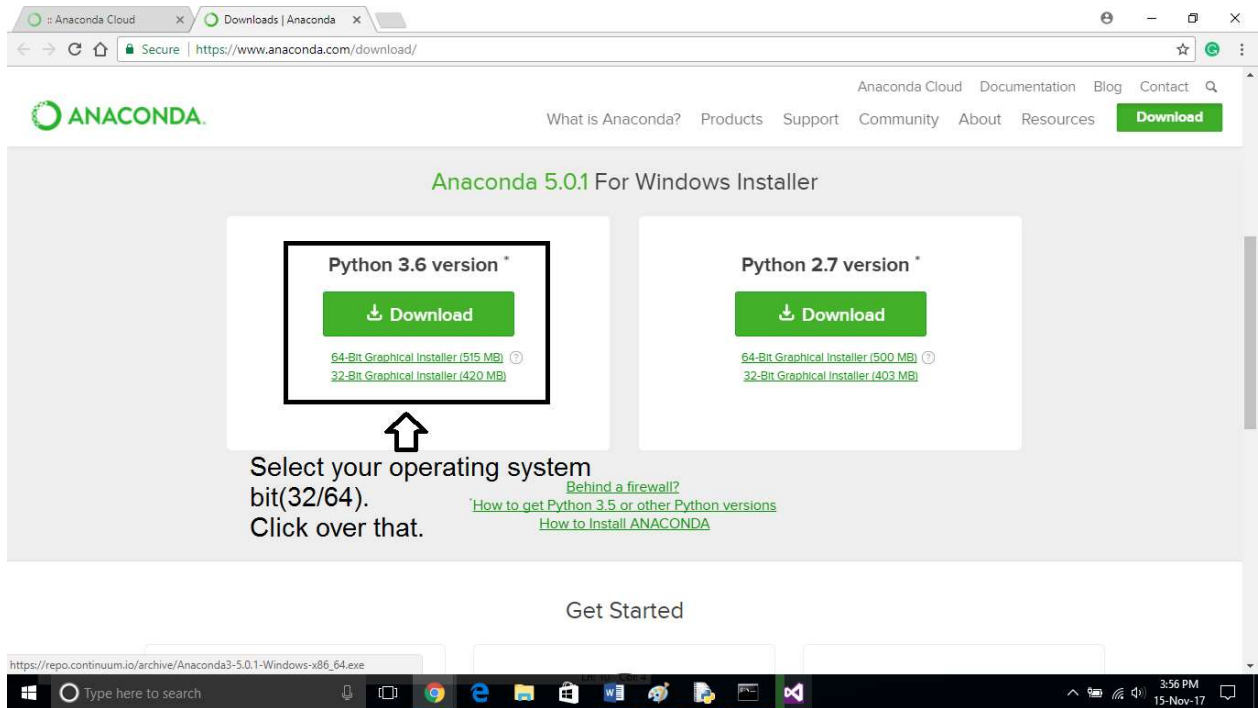 :: Anaconda Cloud
Downloads | Anaconda
Secure | https://www.anaconda.com/download/
Anaconda Cloud Documentation Blog Contact
ANACONDA.
What is Anaconda? Products Support Community About Resources Download
Anaconda 5.0.1 For Windows Installer
Python 3.6 version *
Download
64-Bit Graphical Installer (515 MB) ?
32-Bit Graphical Installer (420 MB)
Python 2.7 version *
Download
64-Bit Graphical Installer (500 MB) ?
32-Bit Graphical Installer (403 MB)
Select your operating system
bit(32/64).
Click over that.
Behind a firewall?
*How to get Python 3.5 or other Python versions
How to Install ANACONDA
Get Started
https://repo.continuum.io/archive/Anaconda3-5.0.1-Windows-x86_64.exe
Type here to search
3:56 PM
15-Nov-17